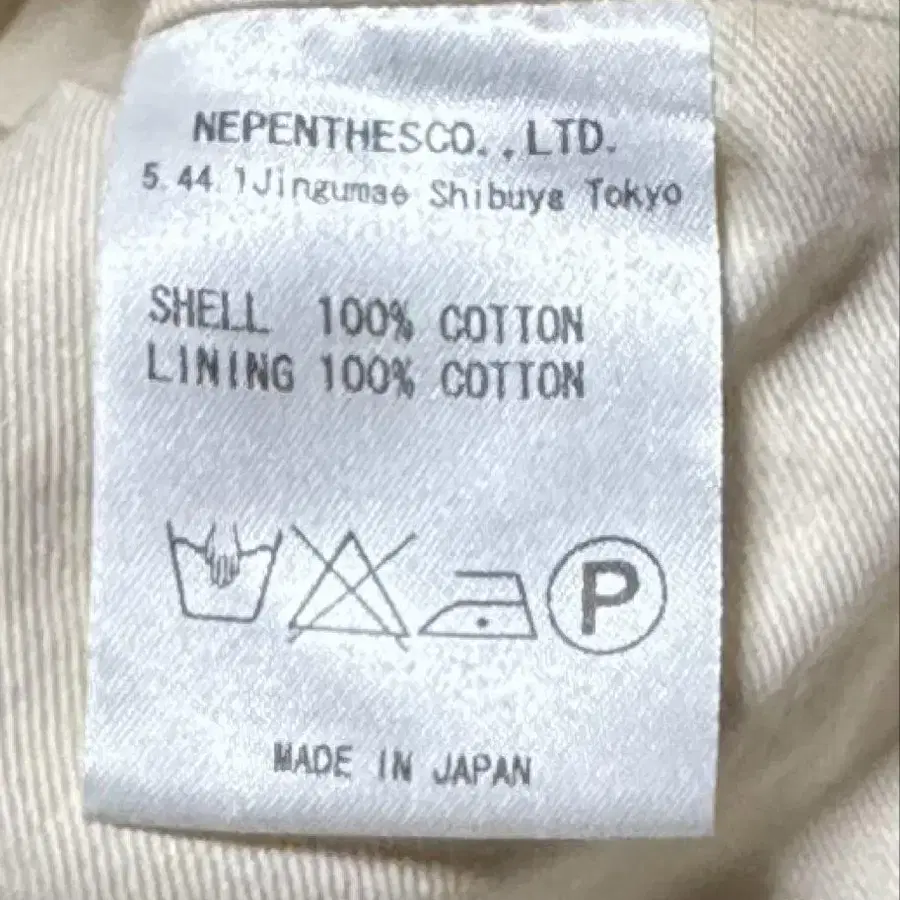 NEPENTHESCO.,LTD.
5.44.1Jingumae Shibuya Tokyo
SHELL 100% COTTON
LINING 100% COTTON
P
MADE IN JAPAN